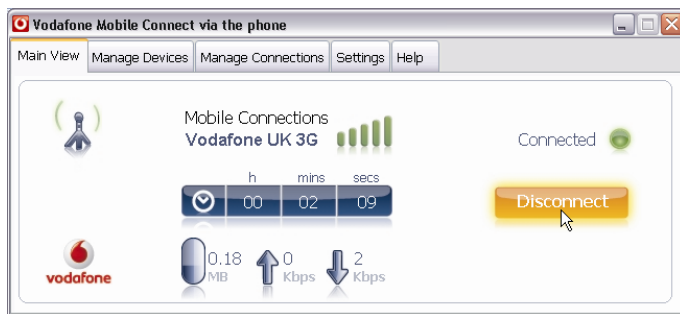 Vodafone Mobile Connect via the phone
Main View Manage Devices Manage Connections Settings Help
Mobile Connections
Vodafone UK 3G
Connected
h mins secs
00 02 09
Disconnect
vodafone
0.18 MB
0 Kbps
2 Kbps